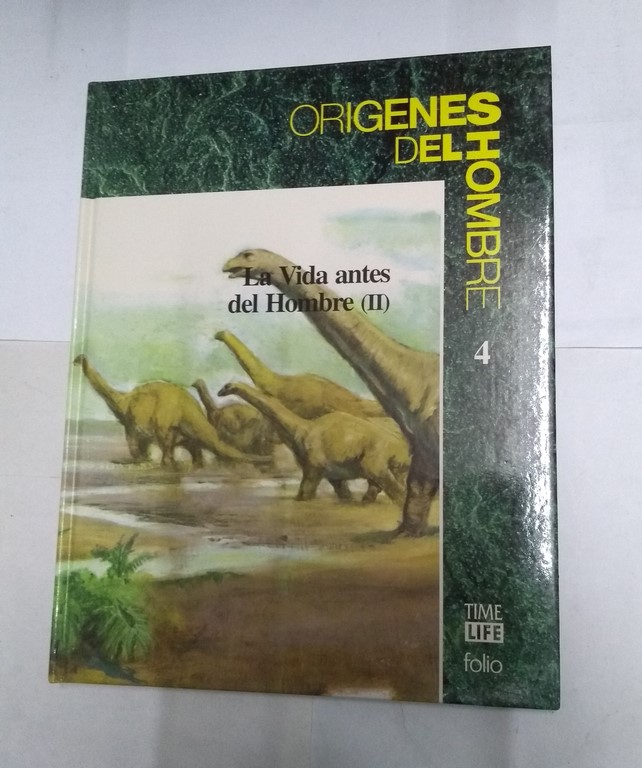 ORIGENES
DEL HOMBRE
La Vida antes
del Hombre (II)
4
TIME
LIFE
folio